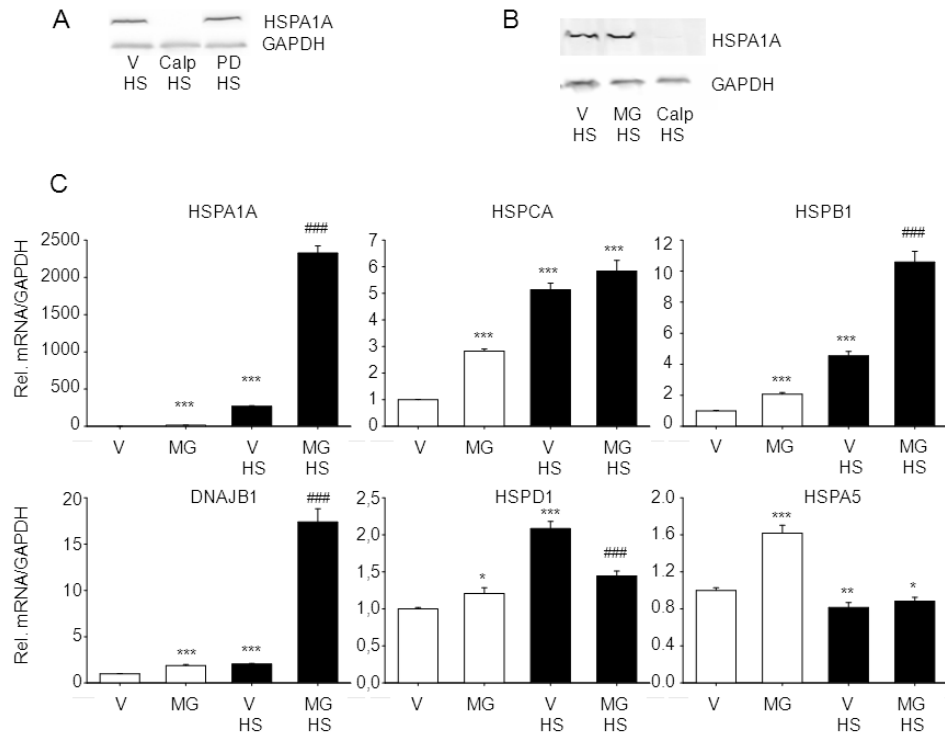 A
HSPA1A
GAPDH
V Calp PD
HS HS HS
B
HSPA1A
GAPDH
V MG Calp
HS HS HS
C
HSPA1A
Rel. mRNA/GAPDH
2500
2000
1500
1000
500
0
***
***
###
V MG V MG
HS HS
HSPCA
7
6
5
4
3
2
1
0
***
***
***
V MG V MG
HS HS
HSPB1
12
10
8
6
4
2
0
***
***
###
V MG V MG
HS HS
DNAJB1
Rel. mRNA/GAPDH
20
15
10
5
0
***
***
###
V MG V MG
HS HS
HSPD1
2,5
2,0
1,5
1,0
0,5
0,0
*
***
###
V MG V MG
HS HS
HSPA5
2.0
1.6
1.2
0.8
0.4
0.0
***
**
*
V MG V MG
HS HS